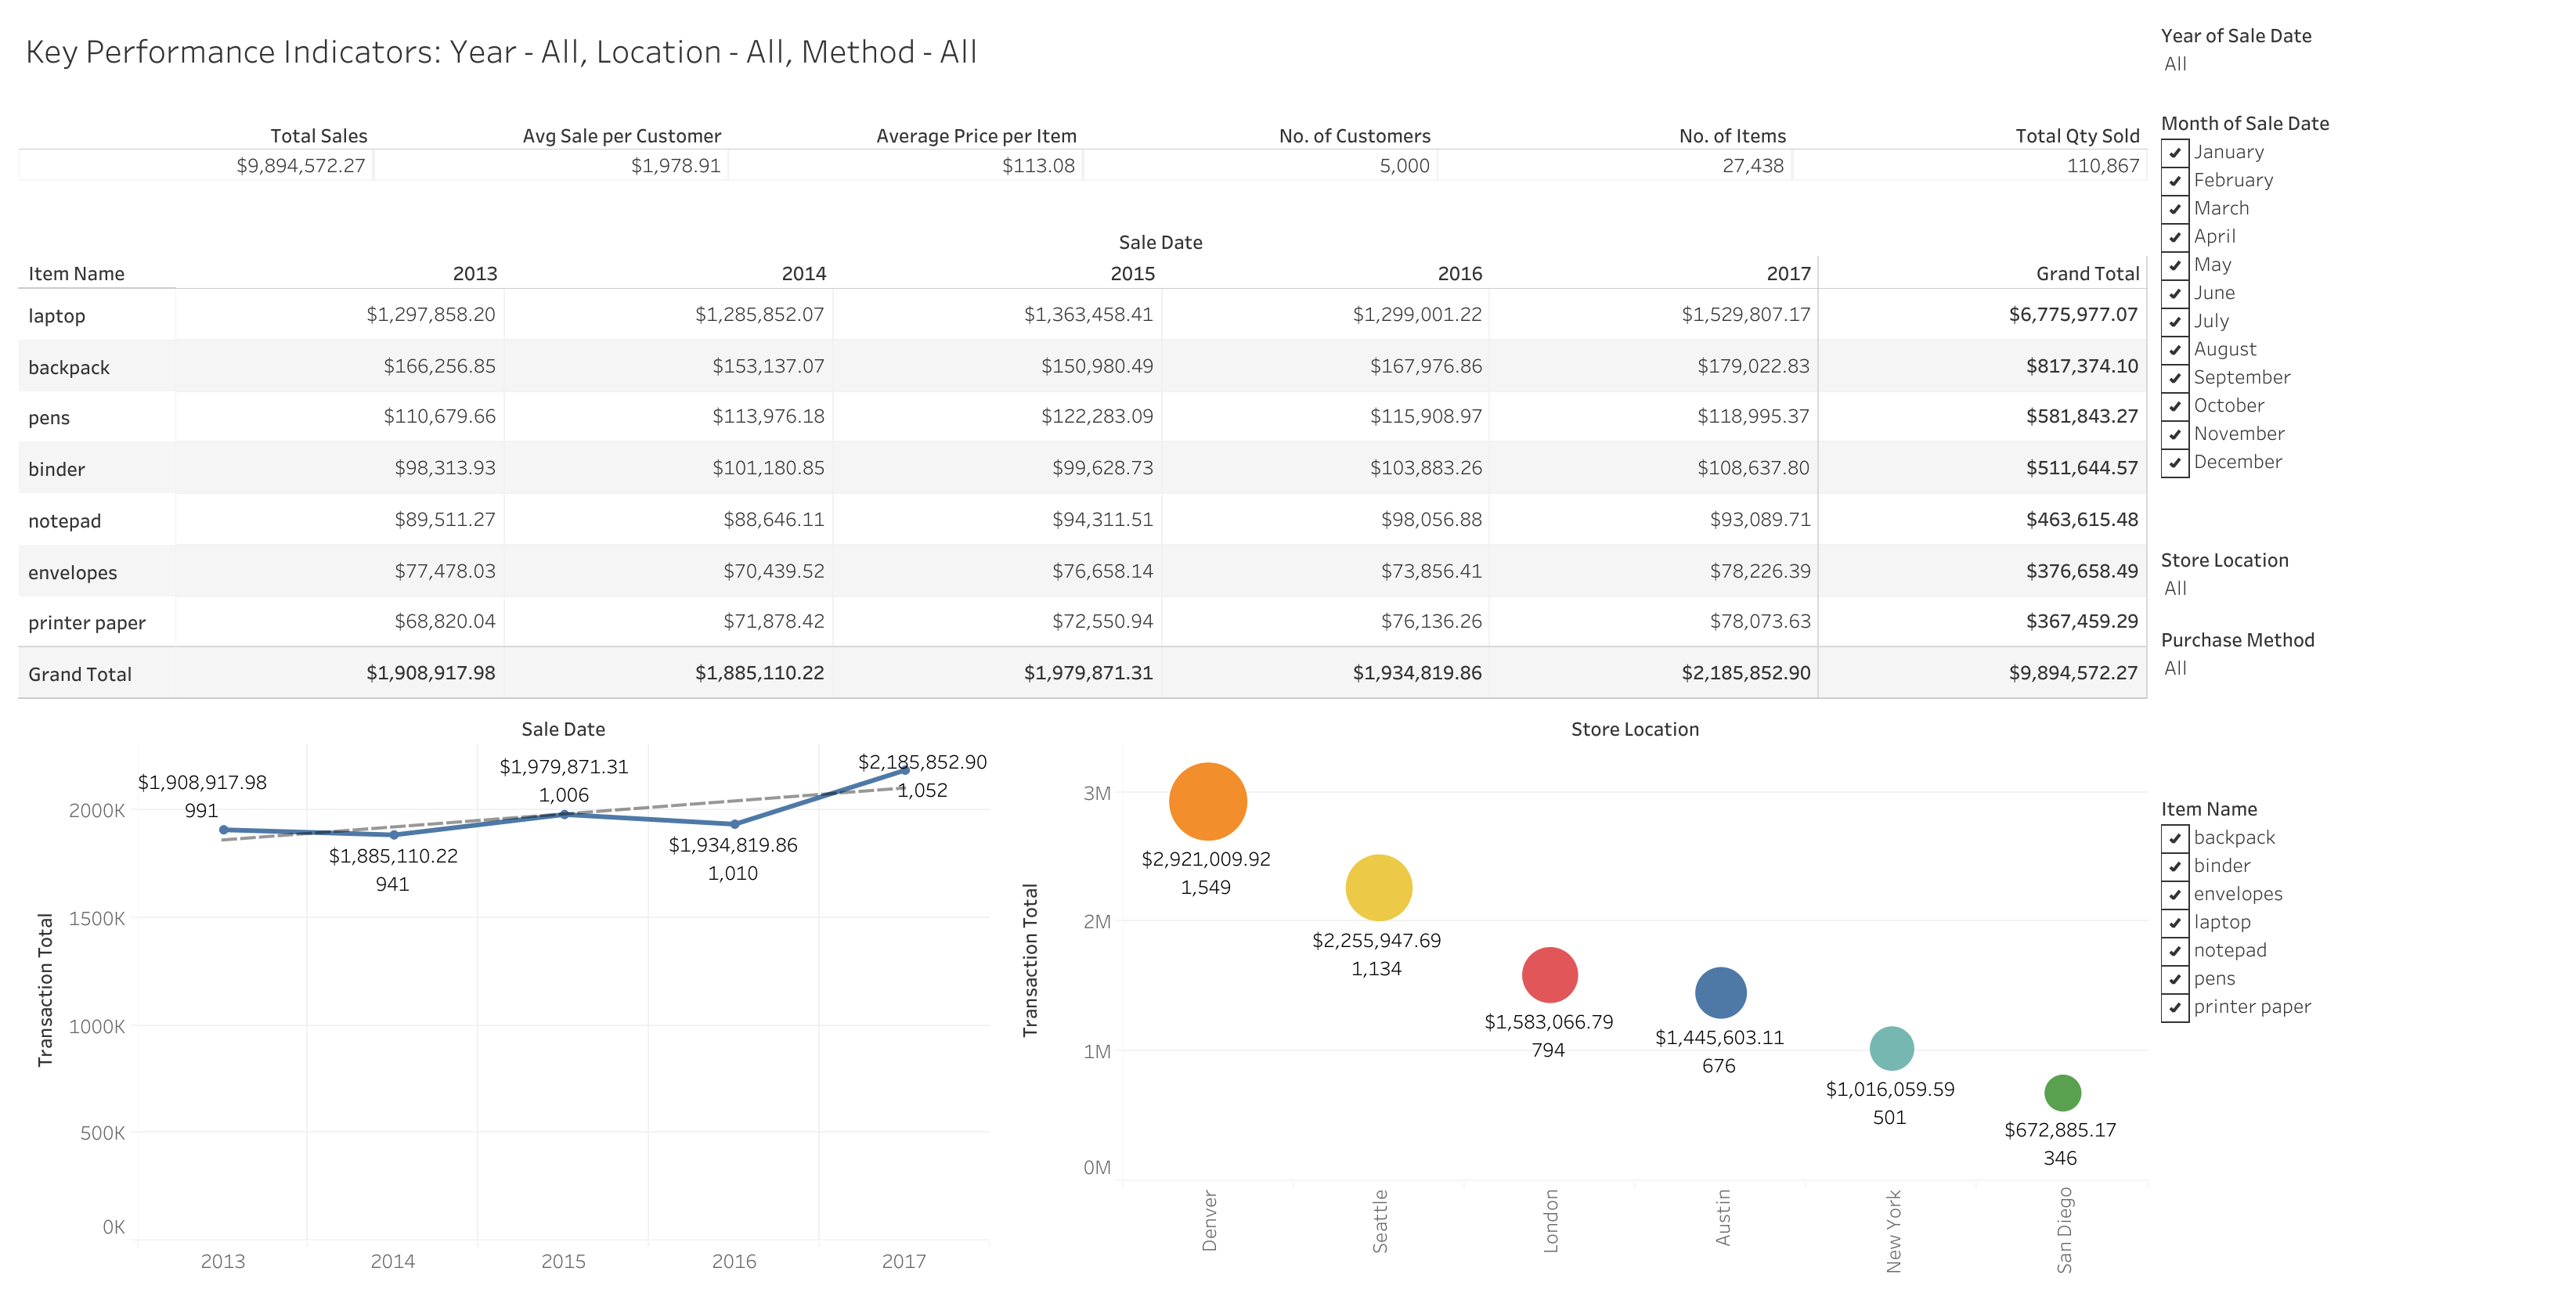 Key Performance Indicators: Year - All, Location - All, Method - All
Total Sales Avg Sale per Customer Average Price per Item No. of Customers No. of Items Total Qty Sold
$9,894,572.27 $1,978.91 $113.08 5,000 27,438 110,867
Sale Date
Item Name 2013 2014 2015 2016 2017 Grand Total
laptop $1,297,858.20 $1,285,852.07 $1,363,458.41 $1,299,001.22 $1,529,807.17 $6,775,977.07
backpack $166,256.85 $153,137.07 $150,980.49 $167,976.86 $179,022.83 $817,374.10
pens $110,679.66 $113,976.18 $122,283.09 $115,908.97 $118,995.37 $581,843.27
binder $98,313.93 $101,180.85 $99,628.73 $103,883.26 $108,637.80 $511,644.57
notepad $89,511.27 $88,646.11 $94,311.51 $98,056.88 $93,089.71 $463,615.48
envelopes $77,478.03 $70,439.52 $76,658.14 $73,856.41 $78,226.39 $376,658.49
printer paper $68,820.04 $71,878.42 $72,550.94 $76,136.26 $78,073.63 $367,459.29
Grand Total $1,908,917.98 $1,885,110.22 $1,979,871.31 $1,934,819.86 $2,185,852.90 $9,894,572.27
Sale Date
Transaction Total
2000K
1500K
1000K
500K
0K
$1,908,917.98
991
$1,885,110.22
941
$1,979,871.31
1,006
$1,934,819.86
1,010
$2,185,852.90
1,052
2013 2014 2015 2016 2017
Store Location
Transaction Total
3M
2M
1M
0M
$2,921,009.92
1,549
$2,255,947.69
1,134
$1,583,066.79
794
$1,445,603.11
676
$1,016,059.59
501
$672,885.17
346
Denver
Seattle
London
Austin
New York
San Diego
Year of Sale Date
All
Month of Sale Date
January
February
March
April
May
June
July
August
September
October
November
December
Store Location
All
Purchase Method
All
Item Name
backpack
binder
envelopes
laptop
notepad
pens
printer paper